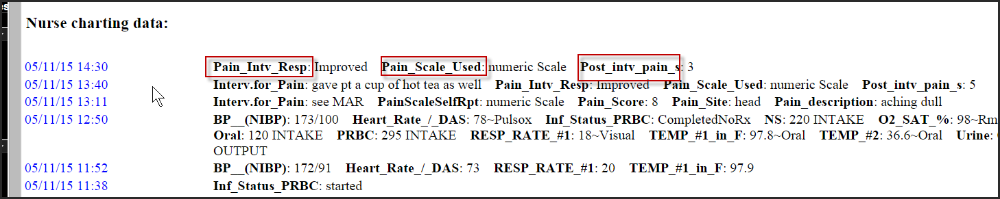 Nurse charting data:
05/11/15 14:30 Pain_Intv_Resp: Improved Pain_Scale_Used: numeric Scale Post_intv_pain_s: 3
05/11/15 13:40 Interv.for_Pain: gave pt a cup of hot tea as well Pain_Intv_Resp: Improved Pain_Scale_Used: numeric Scale Post_intv_pain_s: 5
05/11/15 13:11 Interv.for_Pain: see MAR PainScaleSelfRpt: numeric Scale Pain_Score: 8 Pain_Site: head Pain_description: aching dull
05/11/15 12:50 BP__(NIBP): 173/100 Heart_Rate_/_DAS: 78~Pulsox Inf_Status_PRBC: CompletedNoRx NS: 220 INTAKE O2_SAT_%: 98~Rm
Oral: 120 INTAKE PRBC: 295 INTAKE RESP_RATE_#1: 18~Visual TEMP_#1_in_F: 97.8~Oral TEMP_#2: 36.6~Oral Urine:
OUTPUT
05/11/15 11:52 BP__(NIBP): 172/91 Heart_Rate_/_DAS: 73 RESP_RATE_#1: 20 TEMP_#1_in_F: 97.9
05/11/15 11:38 Inf_Status_PRBC: started